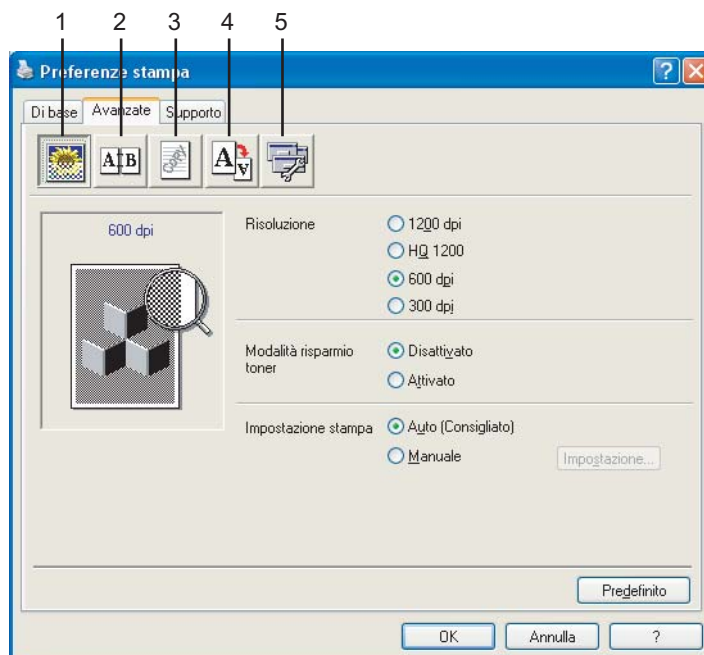 1 2 3 4 5
Preferenze stampa
Di base Avanzate Supporto
A B COPY A A
600 dpi
Risoluzione
1200 dpi
HQ 1200
600 dpi
300 dpi
Modalità risparmio toner
Disattivato
Attivato
Impostazione stampa
Auto (Consigliato)
Manuale
Impostazione...
Predefinito
OK Annulla ?